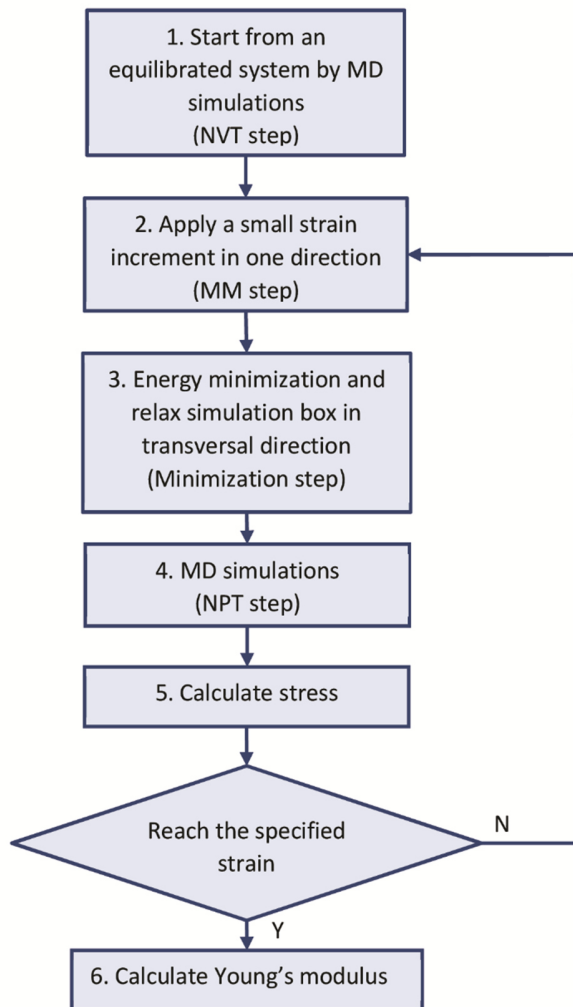 1. Start from an
equilibrated system by MD
simulations
(NVT step)
2. Apply a small strain
increment in one direction
(MM step)
3. Energy minimization and
relax simulation box in
transversal direction
(Minimization step)
4. MD simulations
(NPT step)
5. Calculate stress
Reach the specified
strain
N
Y
6. Calculate Young's modulus